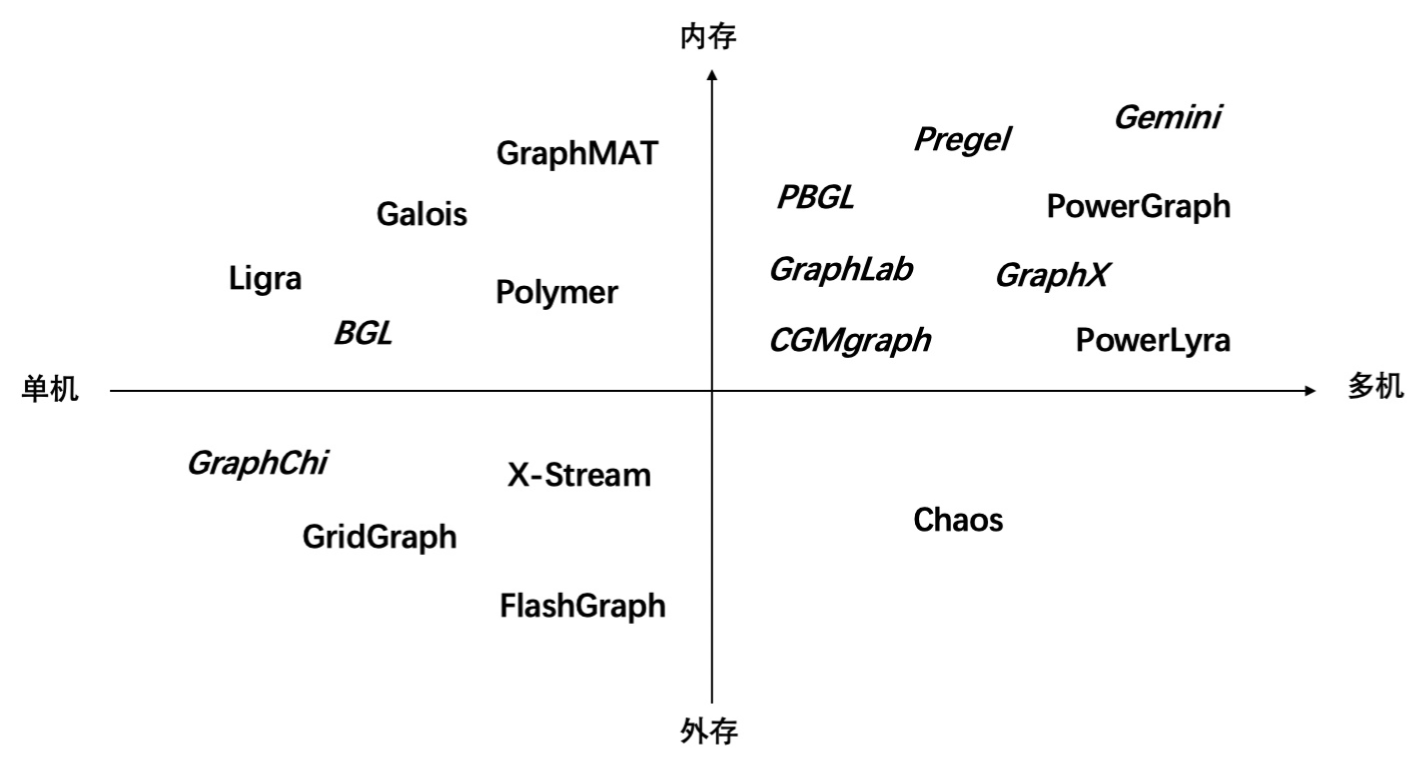 内存
Gemini
Pregel
GraphMAT
PBGL
PowerGraph
Galois
GraphLab
GraphX
Ligra
Polymer
BGL
CGMgraph
PowerLyra
单机
多机
GraphChi
X-Stream
Chaos
GridGraph
FlashGraph
外存